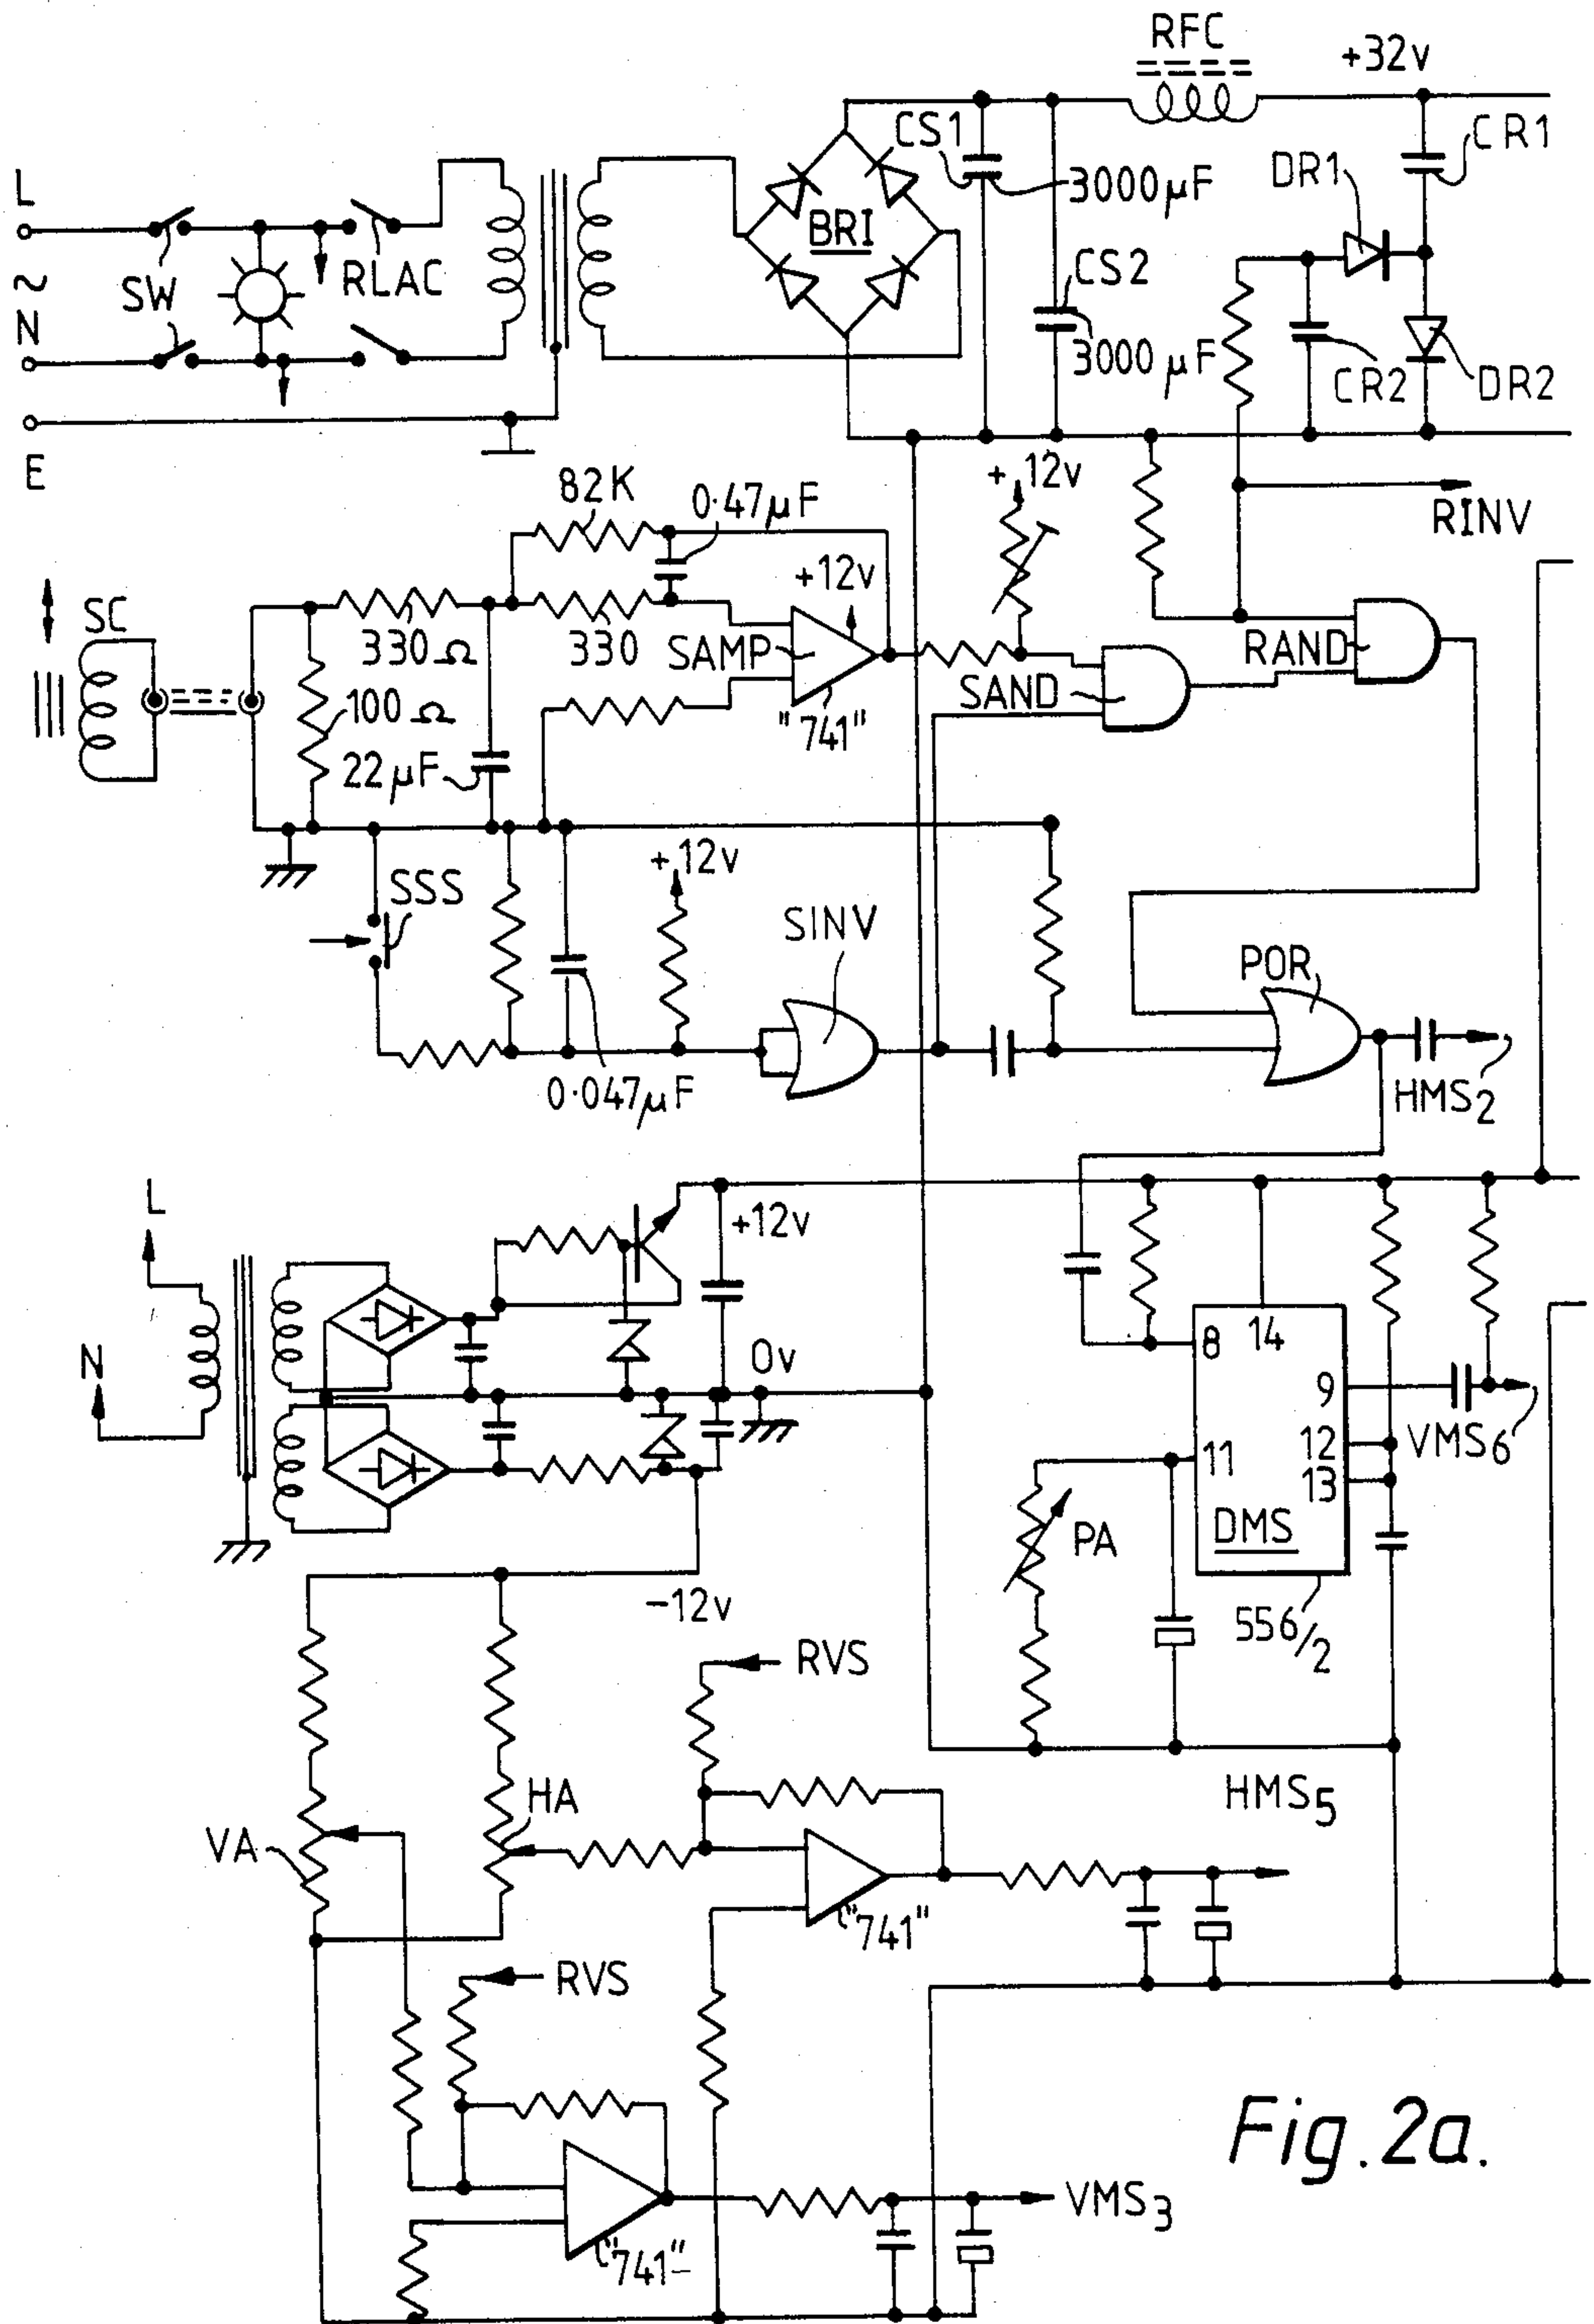 RFC
+32v
CS1
CR1
DR1
3000 μF
L
BRI
SW
RLAC
CS2
~
N
3000 μF
CR2
DR2
E
+12v
82K
0.47μF
RINV
+12v
SC
330Ω
330
SAMP
RAND
SAND
100Ω
"741"
22μF
+12v
SSS
SINV
POR
0.047μF
HMS2
L
+12v
8
14
N
0v
9
VMS6
11
12
13
PA
DMS
-12v
556/2
RVS
HA
HMS5
VA
"741"
RVS
Fig.2a.
VMS3
"741"